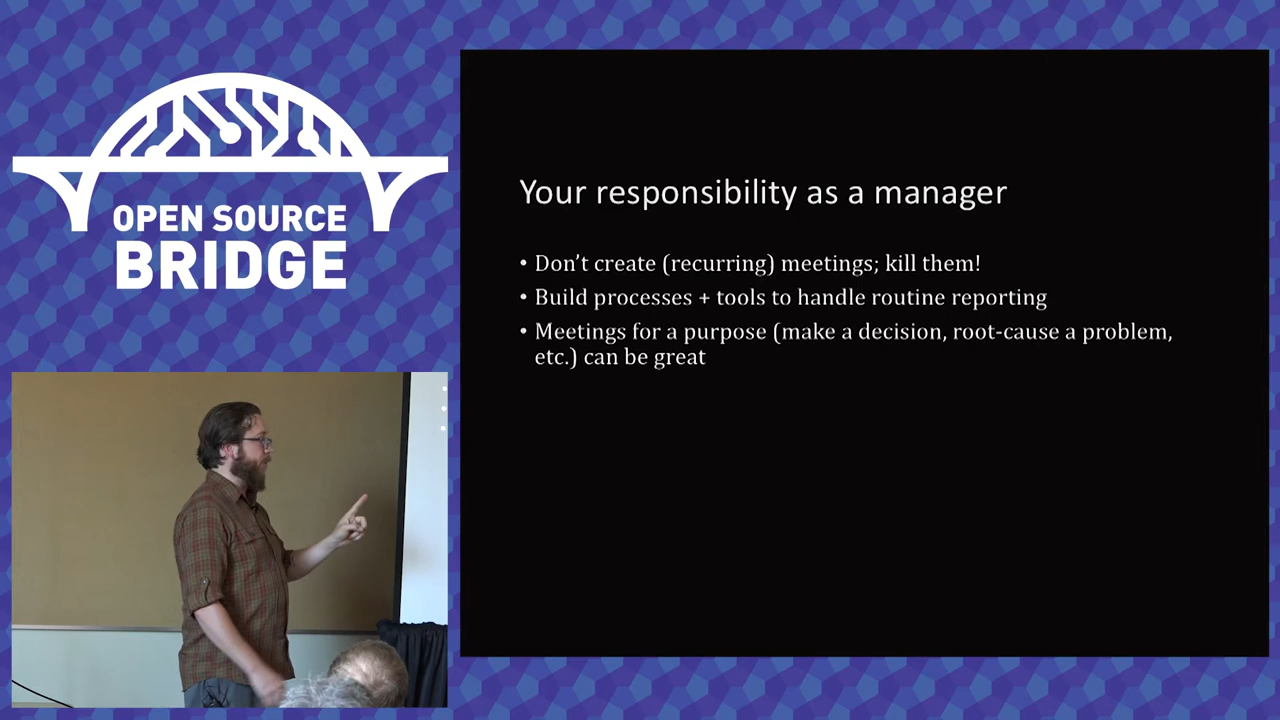 OPEN SOURCE
BRIDGE
Your responsibility as a manager
• Don’t create (recurring) meetings; kill them!
• Build processes + tools to handle routine reporting
• Meetings for a purpose (make a decision, root-cause a problem,
etc.) can be great